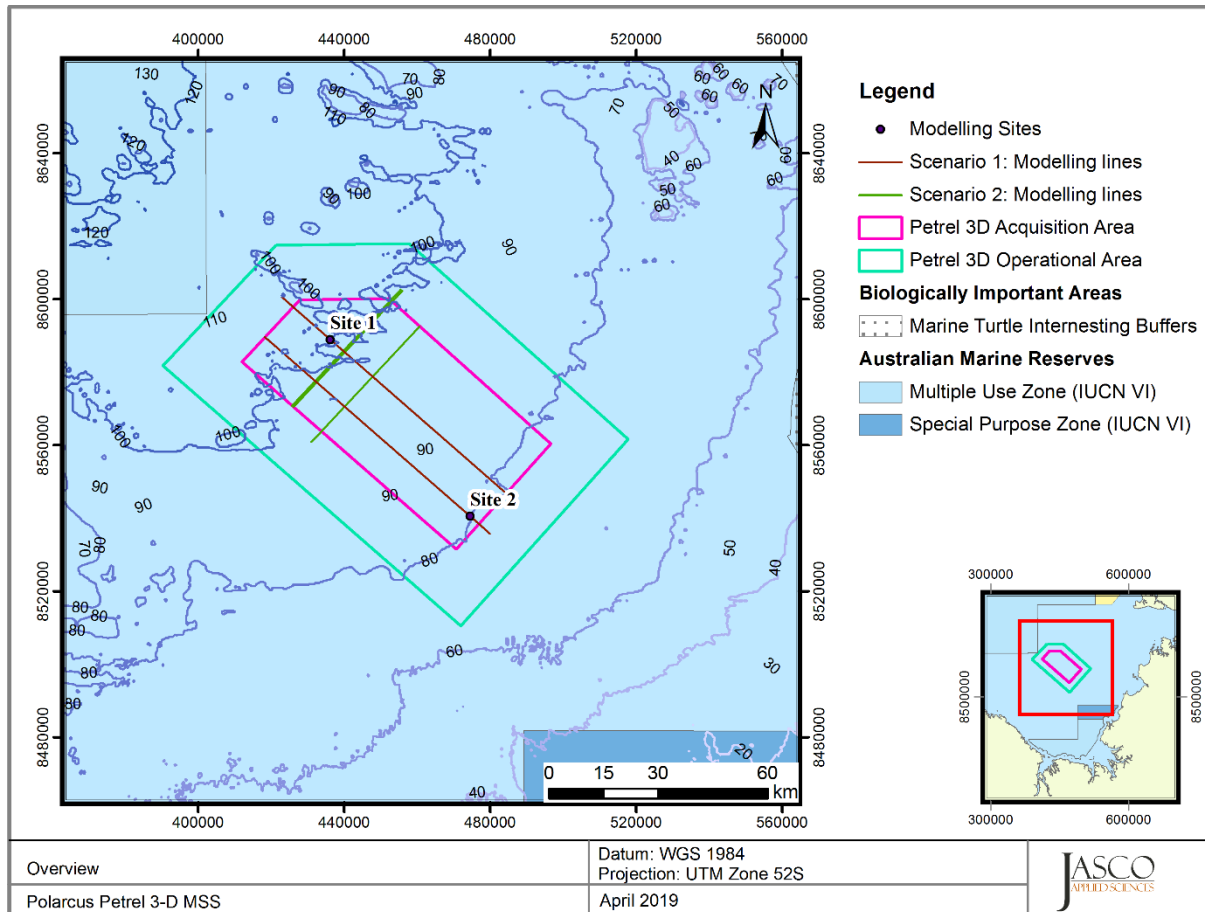 400000 440000 480000 520000 560000
130
120
90
110
80
70
80
90
60
60
60
60
70
70
50
60
N
120
100
90
40
60
50
60
60
60
8640000
8640000
120
90
100
100
100
110
8600000
8600000
Site 1
100
100
90
8560000
8560000
90
90
90
Site 2
70
80
80
50
40
8520000
8520000
80
80
80
60
30
80
8480000
8480000
20
40
0 15 30 60
km
400000 440000 480000 520000 560000
Legend
Modelling Sites
Scenario 1: Modelling lines
Scenario 2: Modelling lines
Petrel 3D Acquisition Area
Petrel 3D Operational Area
Biologically Important Areas
Marine Turtle Internesting Buffers
Australian Marine Reserves
Multiple Use Zone (IUCN VI)
Special Purpose Zone (IUCN VI)
300000 600000
8500000
8500000
300000 600000
Overview
Datum: WGS 1984
Projection: UTM Zone 52S
Polarcus Petrel 3-D MSS
April 2019
JASCO
APPLIED SCIENCES